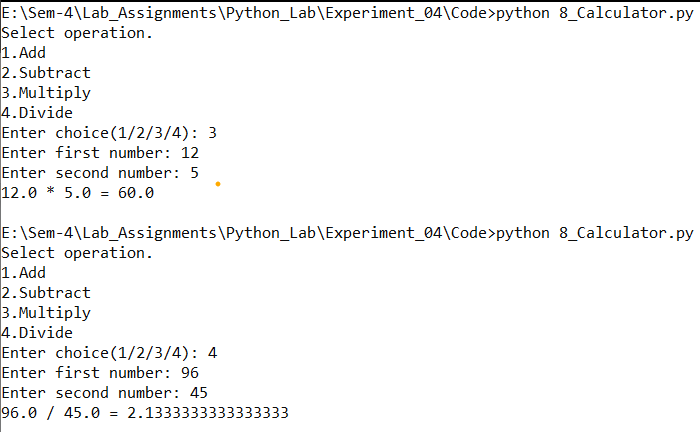 E:\Sem-4\Lab_Assignments\Python_Lab\Experiment_04\Code>python 8_Calculator.py
Select operation.
1.Add
2.Subtract
3.Multiply
4.Divide
Enter choice(1/2/3/4): 3
Enter first number: 12
Enter second number: 5
12.0 * 5.0 = 60.0
E:\Sem-4\Lab_Assignments\Python_Lab\Experiment_04\Code>python 8_Calculator.py
Select operation.
1.Add
2.Subtract
3.Multiply
4.Divide
Enter choice(1/2/3/4): 4
Enter first number: 96
Enter second number: 45
96.0 / 45.0 = 2.1333333333333333